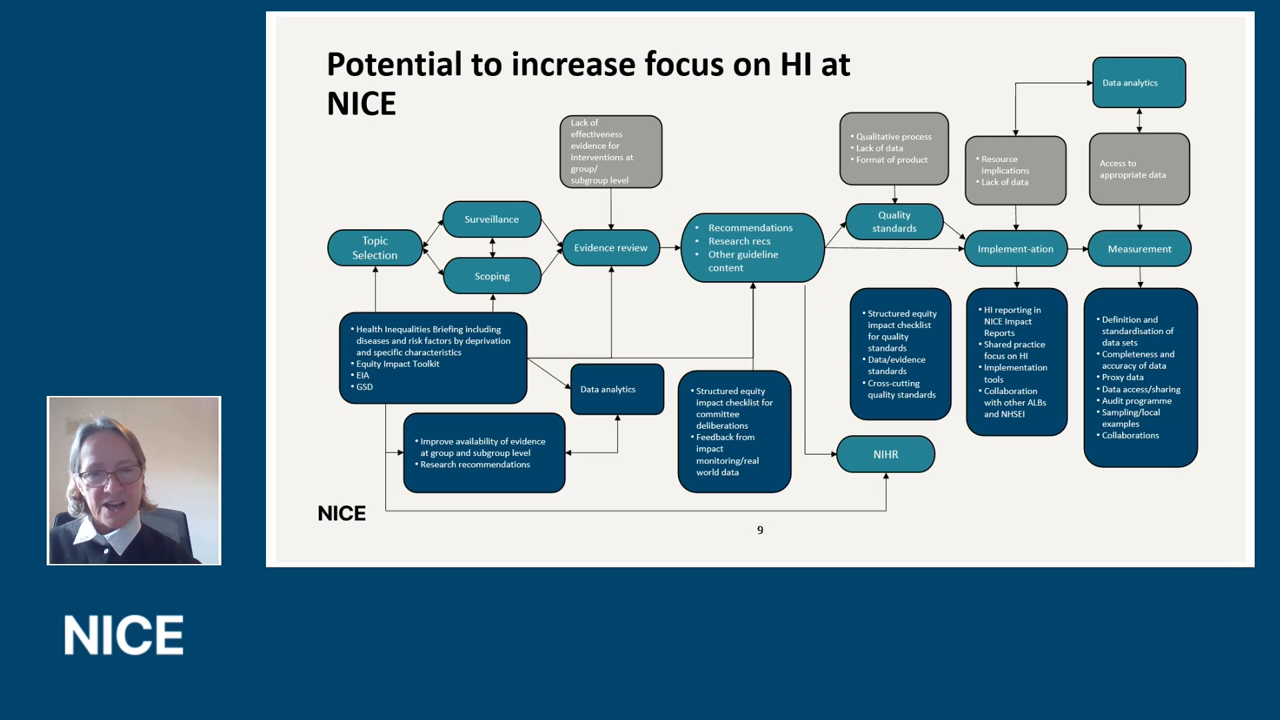 Potential to increase focus on HI at
NICE
Data analytics
Lack of
effectiveness
evidence for
interventions at
group/
subgroup level
• Qualitative process
• Lack of data
• Format of product
• Resource
implications
• Lack of data
Access to
appropriate data
Topic
Selection
Surveillance
Scoping
Evidence review
• Recommendations
• Research recs
• Other guideline
content
Quality
standards
Implement-ation
Measurement
• Health Inequalities Briefing including
diseases and risk factors by deprivation
and specific characteristics
• Equity Impact Toolkit
• EIA
• GSD
Data analytics
• Improve availability of evidence
at group and subgroup level
• Research recommendations
• Structured equity
impact checklist for
committee
deliberations
• Feedback from
impact
monitoring/real
world data
• Structured equity
impact checklist
for quality
standards
• Data/evidence
standards
• Cross-cutting
quality standards
• HI reporting in
NICE Impact
Reports
• Shared practice
focus on HI
• Implementation
tools
• Collaboration
with other ALBs
and NHSEI
• Definition and
standardisation of
data sets
• Completeness and
accuracy of data
• Proxy data
• Data access/sharing
• Audit programme
• Sampling/local
examples
• Collaborations
NIHR
NICE
9
NICE